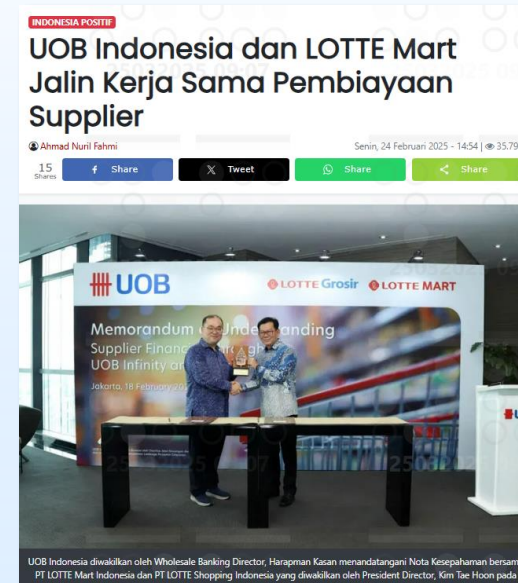 INDONESIA POSITIF
UOB Indonesia dan LOTTE Mart
Jalin Kerja Sama Pembiayaan
Supplier
Ahmad Nuril Fahmi
Senin, 24 Februari 2025 - 14:54 | 35.79
15
Shares
Share
Tweet
Share
Share
UOB
LOTTE Grosir
LOTTE MART
Memorandum
Supplier
UOB Infinity
Jakarta, 18 February
UOB Indonesia diwakilkan oleh Wholesale Banking Director, Harapman Kasan menandatangani Nota Kesepahaman bersam
PT LOTTE Mart Indonesia dan PT LOTTE Shopping Indonesia yang diwakilkan oleh President Director, Kim Tae Hoon pada